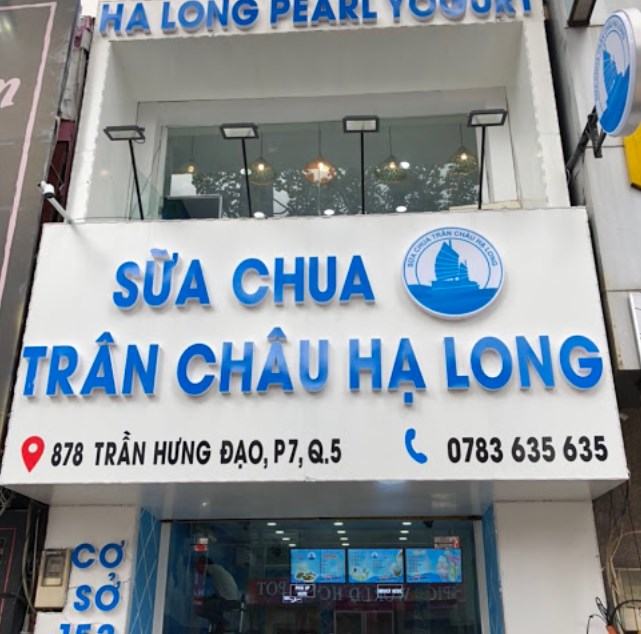 HẠ LONG PEARL YOGURT
SỮA CHUA
SỮA CHUA TRÂN CHÂU HẠ LONG
TRÂN CHÂU HẠ LONG
878 TRẦN HƯNG ĐẠO, P7, Q.5
0783 635 635
CƠ
SỞ